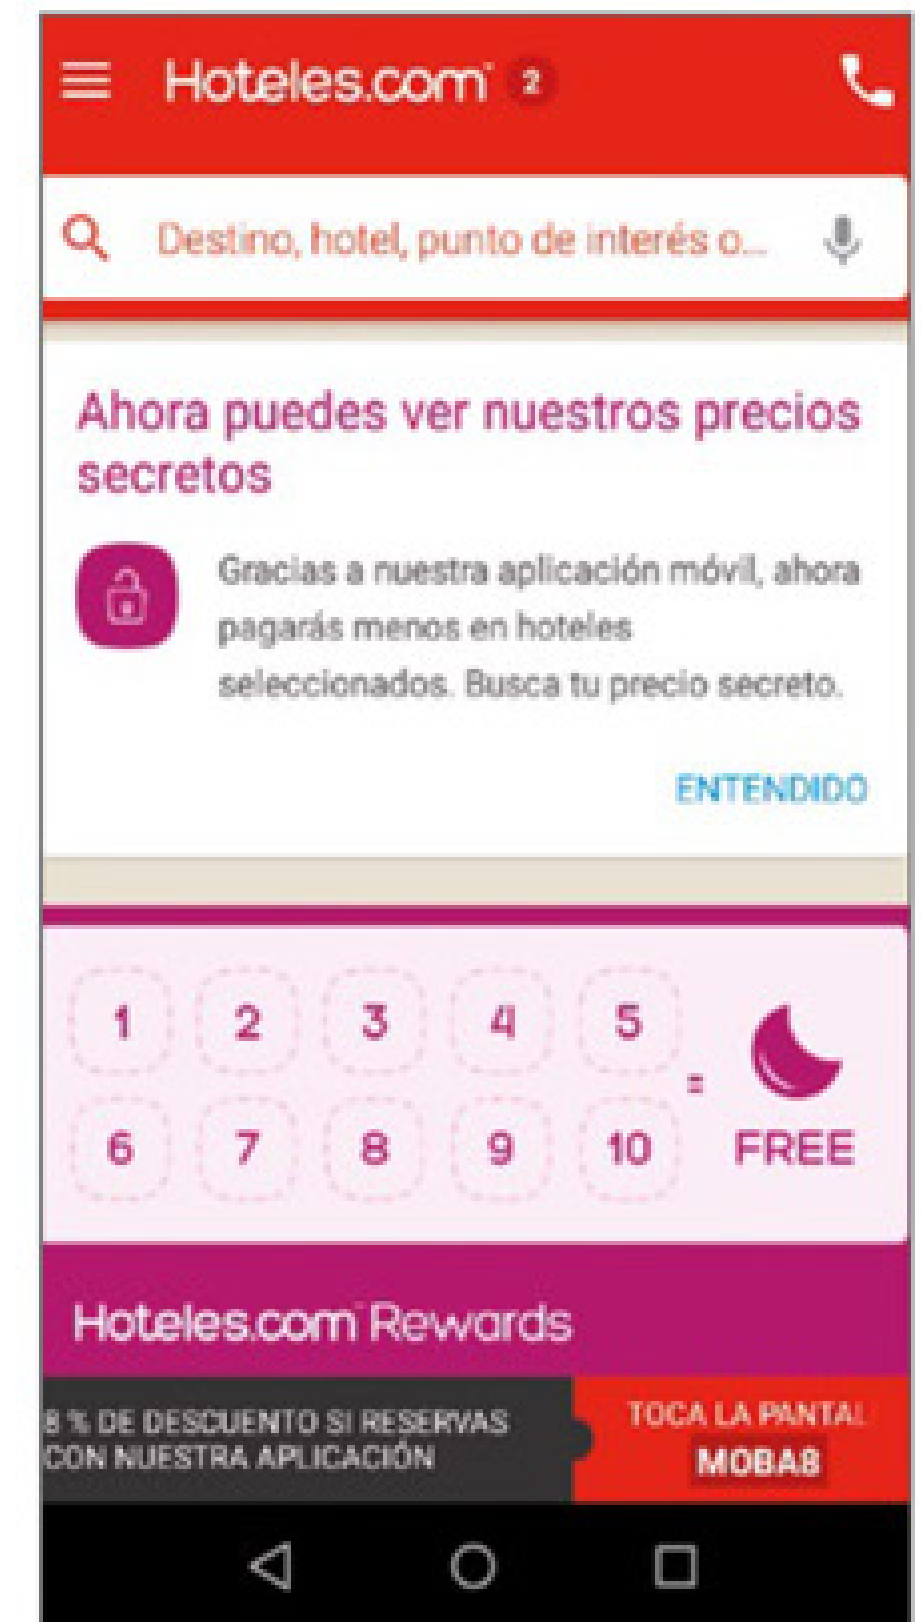 Hoteles.com 2
Destino, hotel, punto de interés o...
Ahora puedes ver nuestros precios
secretos
Gracias a nuestra aplicación móvil, ahora
pagarás menos en hoteles
seleccionados. Busca tu precio secreto.
ENTENDIDO
1 2 3 4 5
=
6 7 8 9 10 FREE
Hoteles.com Rewards
8 % DE DESCUENTO SI RESERVAS
CON NUESTRA APLICACIÓN
TOCA LA PANTAL
MOBA8